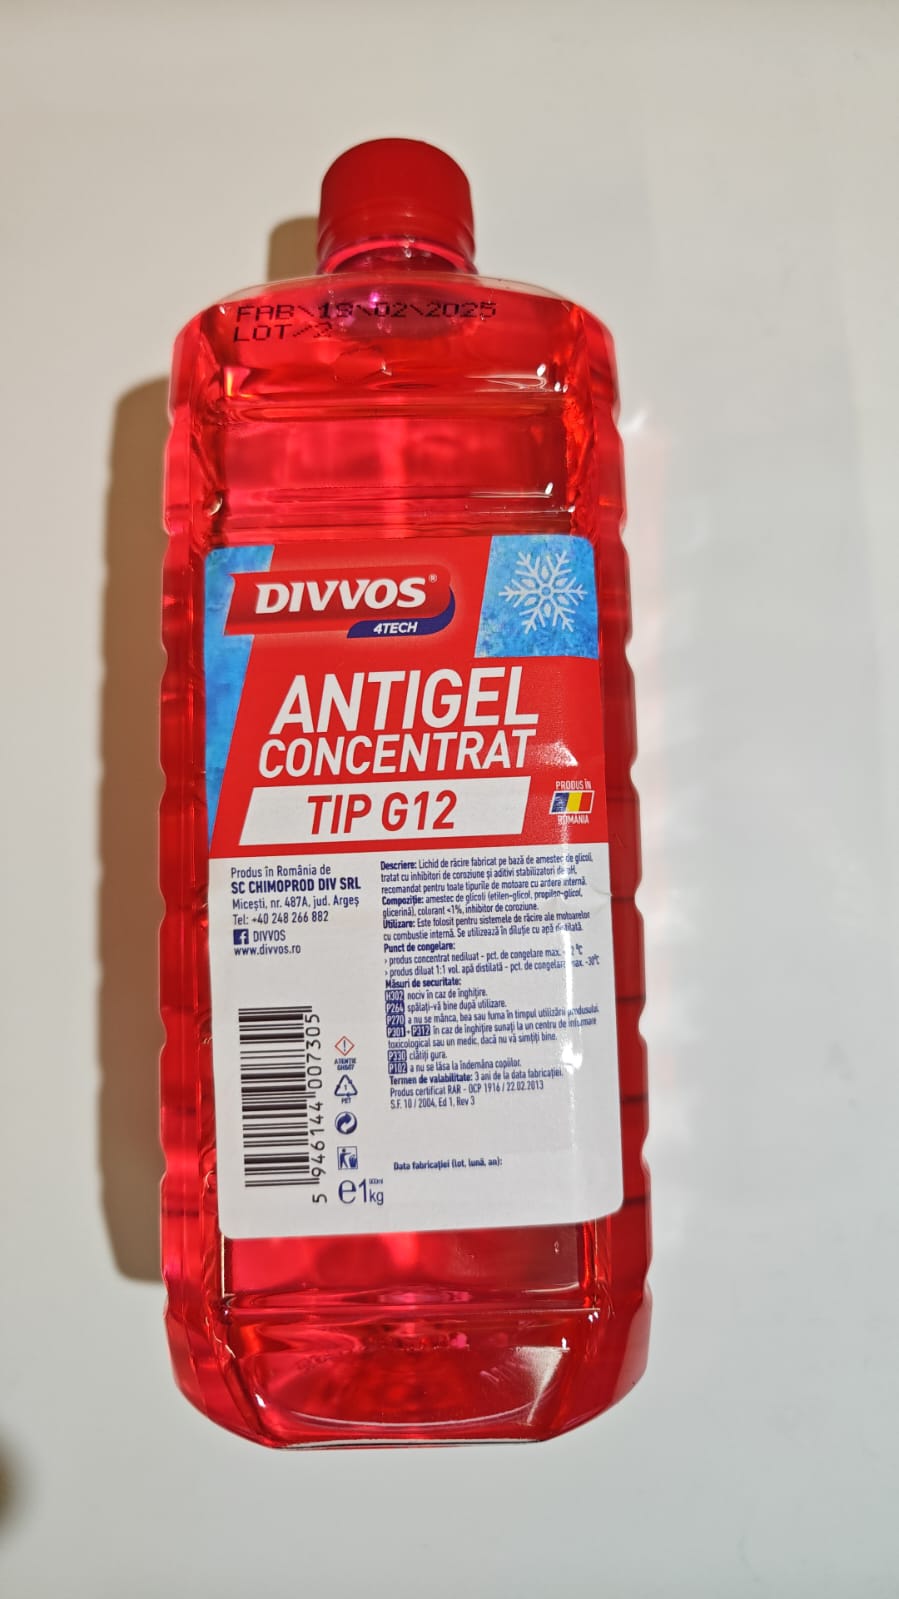 FAB\19\02\2025
LOT/2
DIVVOS®
4TECH
ANTIGEL
CONCENTRAT
TIP G12
PRODUS ÎN
ROMÂNIA
Produs în România de
SC CHIMOPROD DIV SRL
Micești, nr. 487A, jud. Argeș
Tel: +40 248 266 882
DIVVOS
www.divvos.ro
Descriere: Lichid de răcire fabricat pe bază de amestec de glicoli,
tratat cu inhibitori de coroziune și aditivi stabilizatori de pH,
recomandat pentru toate tipurile de motoare cu ardere internă.
Compoziție: amestec de glicoli (etilen-glicol, propilen-glicol,
glicerină), colorant <1%, inhibitor de coroziune.
Utilizare: Este folosit pentru sistemele de răcire ale motoarelor
cu combustie internă. Se utilizează în diluție cu apă distilată.
Punct de congelare:
› produs concentrat nediluat - pct. de congelare max. °C
› produs diluat 1:1 vol. apă distilată - pct. de congelare max. -30°C
Măsuri de securitate:
H302 nociv în caz de înghițire.
P264 spălați-vă bine după utilizare.
P270 a nu se mânca, bea sau fuma în timpul utilizării produsului.
P301+P312 în caz de înghițire sunați la un centru de informare
toxicologică sau un medic, dacă nu vă simțiți bine.
P330 clătiți gura.
P102 a nu se lăsa la îndemâna copiilor.
Termen de valabilitate: 3 ani de la data fabricației
Produs certificat RAR - OCP 1916 / 22.02.2013
S.F. 10 / 2004, Ed 1, Rev 3
ATENȚIE
GHS07
1
PET
Data fabricației (lot, lună, an):
5 946144 007305
900ml
e1kg